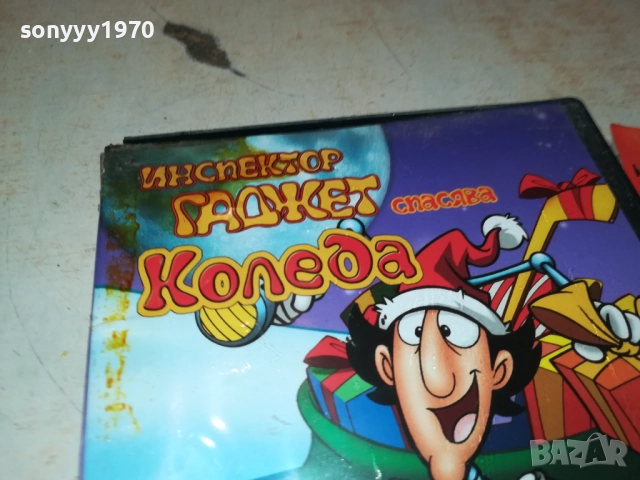 sonyyy1970
ИНСПЕКТОР
ГАДЖЕТ спасява
Коледа
BAZAR